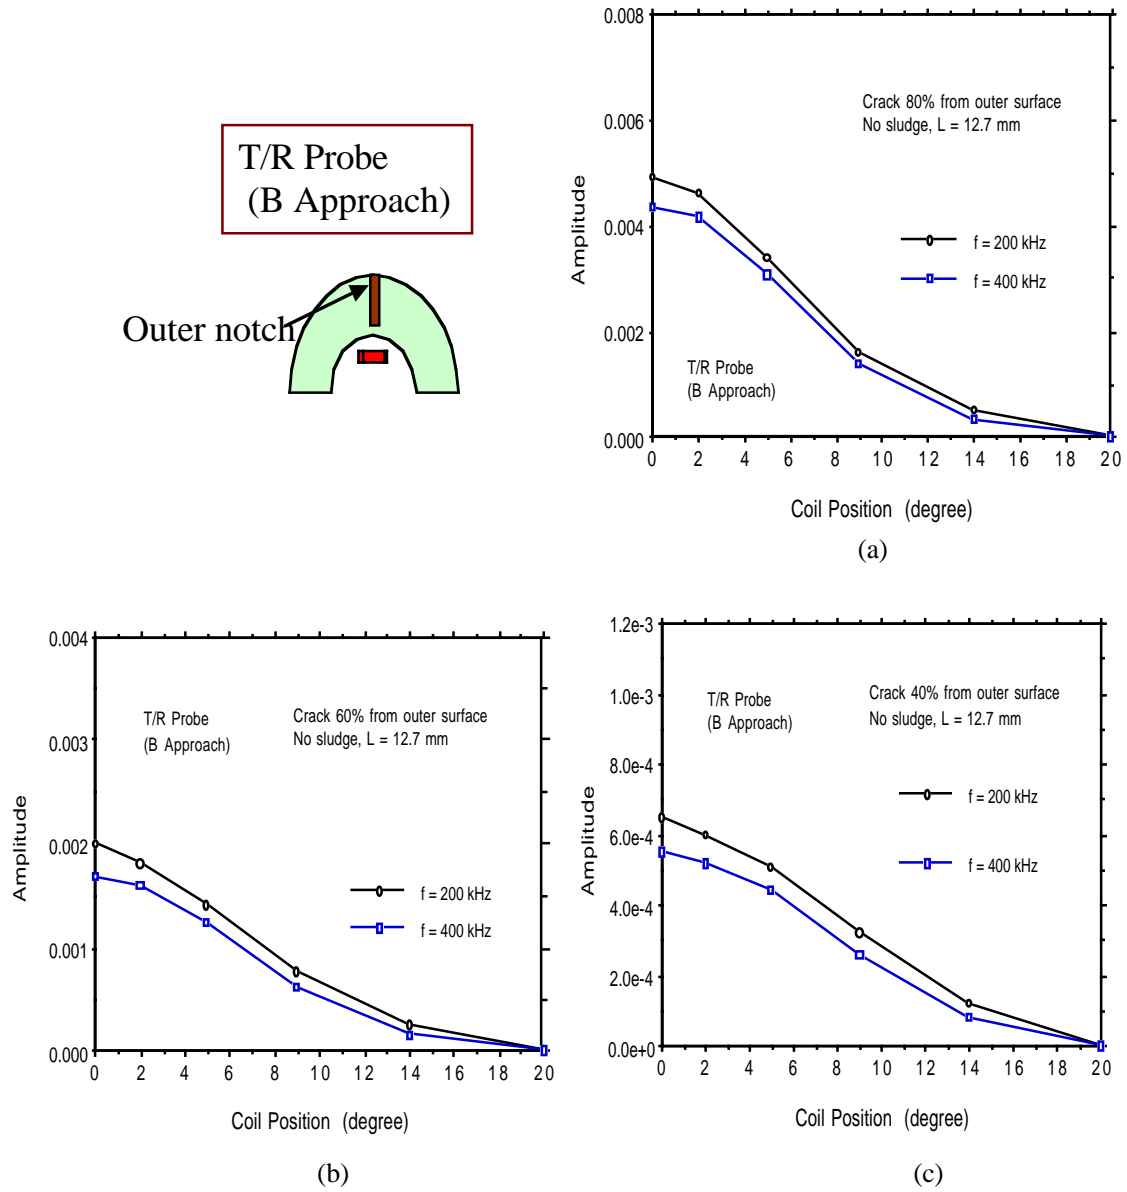 T/R Probe
(B Approach)
Outer notch
0.008
0.006
0.004
0.002
0.000
Amplitude
Crack 80% from outer surface
No sludge, L = 12.7 mm
f = 200 kHz
f = 400 kHz
T/R Probe
(B Approach)
0 2 4 6 8 10 12 14 16 18 20
Coil Position (degree)
(a)
0.004
0.003
0.002
0.001
0.000
Amplitude
T/R Probe
(B Approach)
Crack 60% from outer surface
No sludge, L = 12.7 mm
f = 200 kHz
f = 400 kHz
0 2 4 6 8 10 12 14 16 18 20
Coil Position (degree)
(b)
1.2e-3
1.0e-3
8.0e-4
6.0e-4
4.0e-4
2.0e-4
0.0e+0
Amplitude
T/R Probe
(B Approach)
Crack 40% from outer surface
No sludge, L = 12.7 mm
f = 200 kHz
f = 400 kHz
0 2 4 6 8 10 12 14 16 18 20
Coil Position (degree)
(c)